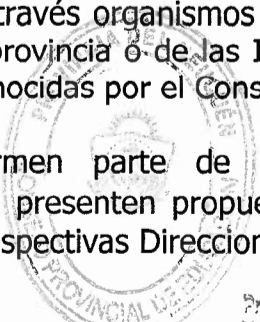 través organismos
provincia o de las
nocidas por el Cons
rmen parte de
presenten propue
spectivas Direccion